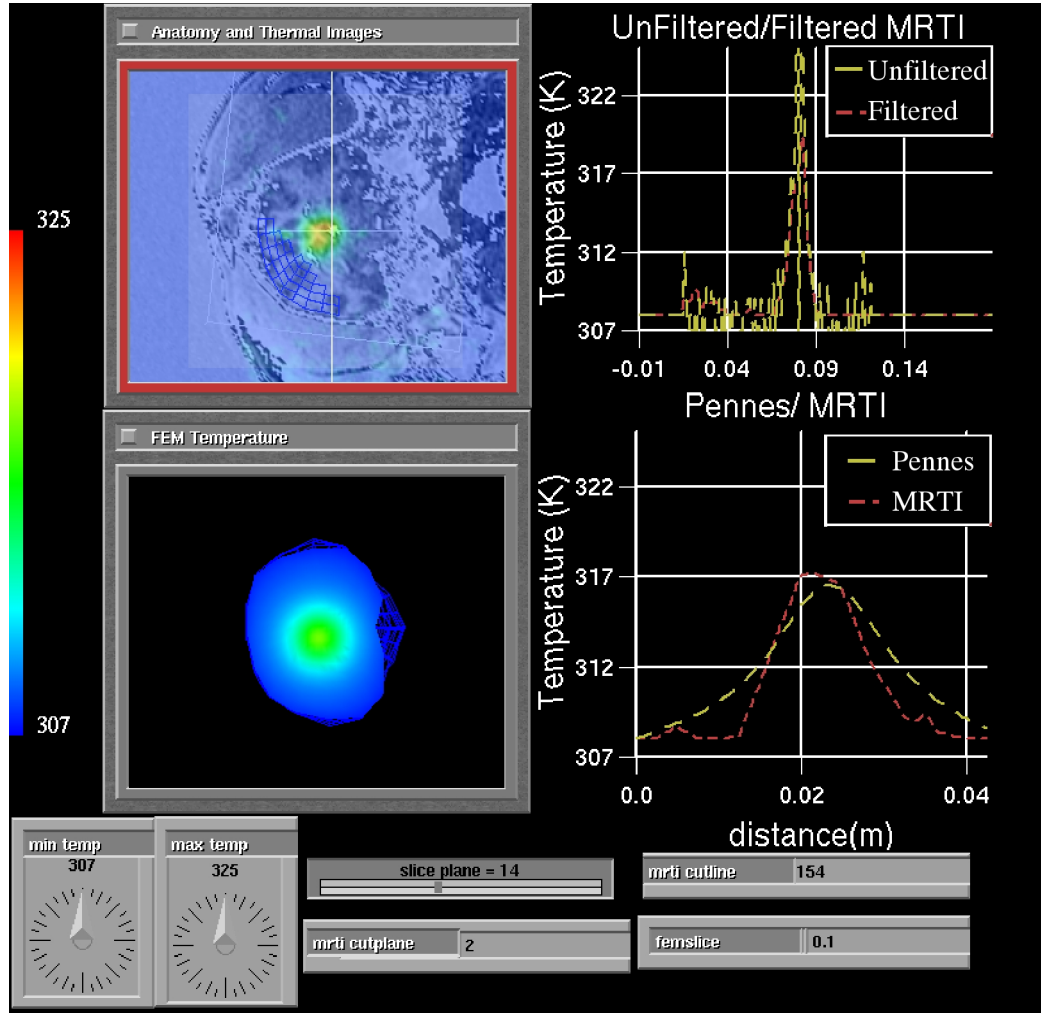 Anatomy and Thermal Images
325
307
FEM Temperature
UnFiltered/Filtered MRTI
Unfiltered
Filtered
Temperature (K)
322
317
312
307
-0.01 0.04 0.09 0.14
Pennes/ MRTI
Pennes
MRTI
Temperature (K)
322
317
312
307
0.0 0.02 0.04
distance(m)
min temp
307
max temp
325
slice plane = 14
mrti cutline 154
mrti cutplane 2
femslice 0.1